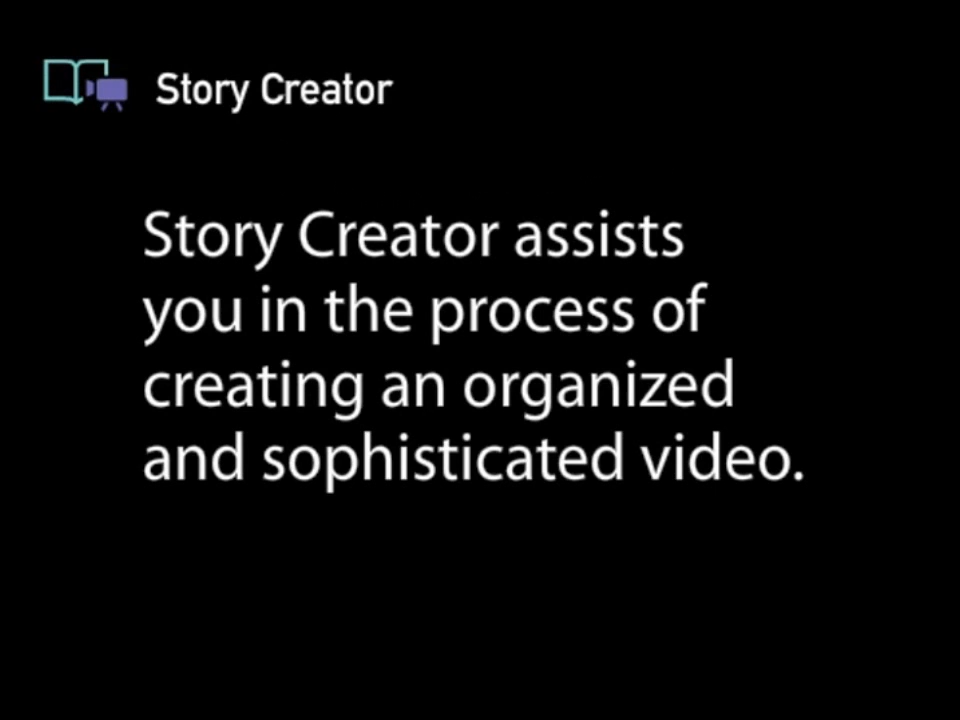 Story Creator
Story Creator assists
you in the process of
creating an organized
and sophisticated video.